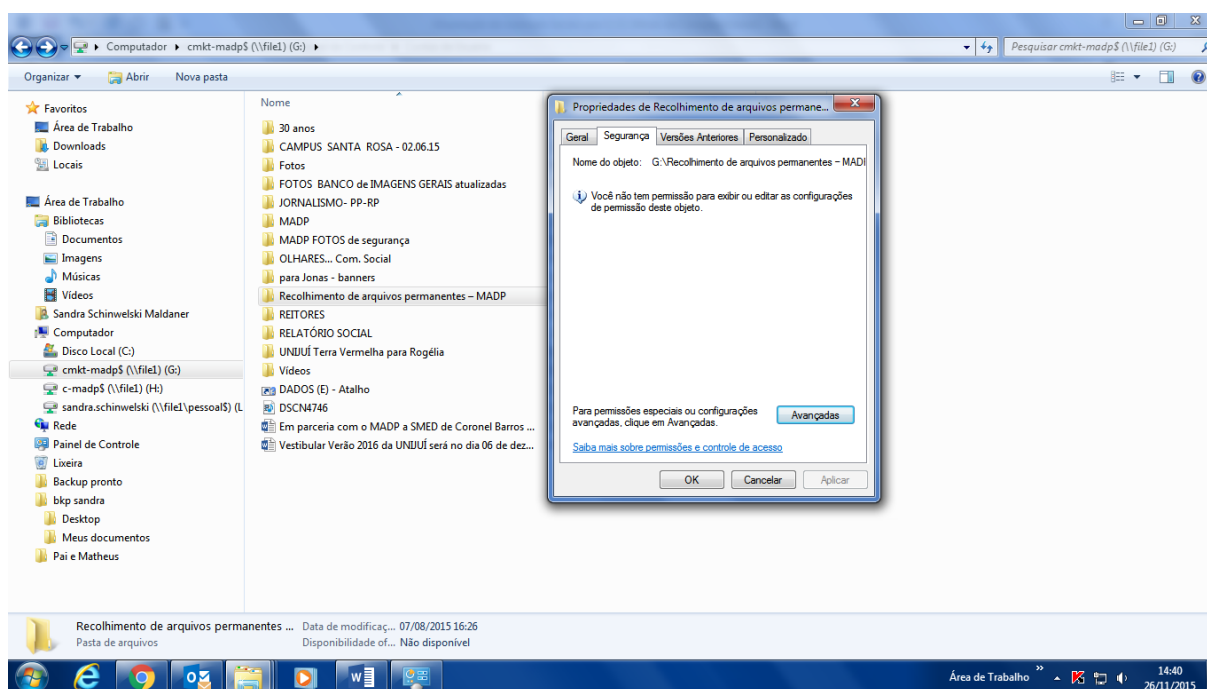 Computador ▸ cmkt-madp$ (\\file1) (G:) ▸
Pesquisar cmkt-madp$ (\\file1) (G:)
Organizar
Abrir
Nova pasta
Favoritos
Área de Trabalho
Downloads
Locais
Área de Trabalho
Bibliotecas
Documentos
Imagens
Músicas
Vídeos
Sandra Schinwelski Maldaner
Computador
Disco Local (C:)
cmkt-madp$ (\\file1) (G:)
c-madp$ (\\file1) (H:)
sandra.schinwelski (\\file1\pessoal$) (L
Rede
Painel de Controle
Lixeira
Backup pronto
bkp sandra
Desktop
Meus documentos
Pai e Matheus
Nome
30 anos
CAMPUS SANTA ROSA - 02.06.15
Fotos
FOTOS BANCO de IMAGENS GERAIS atualizadas
JORNALISMO- PP-RP
MADP
MADP FOTOS de segurança
OLHARES... Com. Social
para Jonas - banners
Recolhimento de arquivos permanentes – MADP
REITORES
RELATÓRIO SOCIAL
UNIJUÍ Terra Vermelha para Rogélia
Vídeos
DADOS (E) - Atalho
DSCN4746
Em parceria com o MADP a SMED de Coronel Barros ...
Vestibular Verão 2016 da UNIJUÍ será no dia 06 de dez...
Propriedades de Recolhimento de arquivos permane...
Geral
Segurança
Versões Anteriores
Personalizado
Nome do objeto: G:\Recolhimento de arquivos permanentes – MADI
Você não tem permissão para exibir ou editar as configurações
de permissão deste objeto.
Para permissões especiais ou configurações
avançadas, clique em Avançadas.
Avançadas
Saiba mais sobre permissões e controle de acesso
OK
Cancelar
Aplicar
Recolhimento de arquivos permanentes ...
Data de modificaç... 07/08/2015 16:26
Pasta de arquivos
Disponibilidade of... Não disponível
Área de Trabalho
14:40
26/11/2015